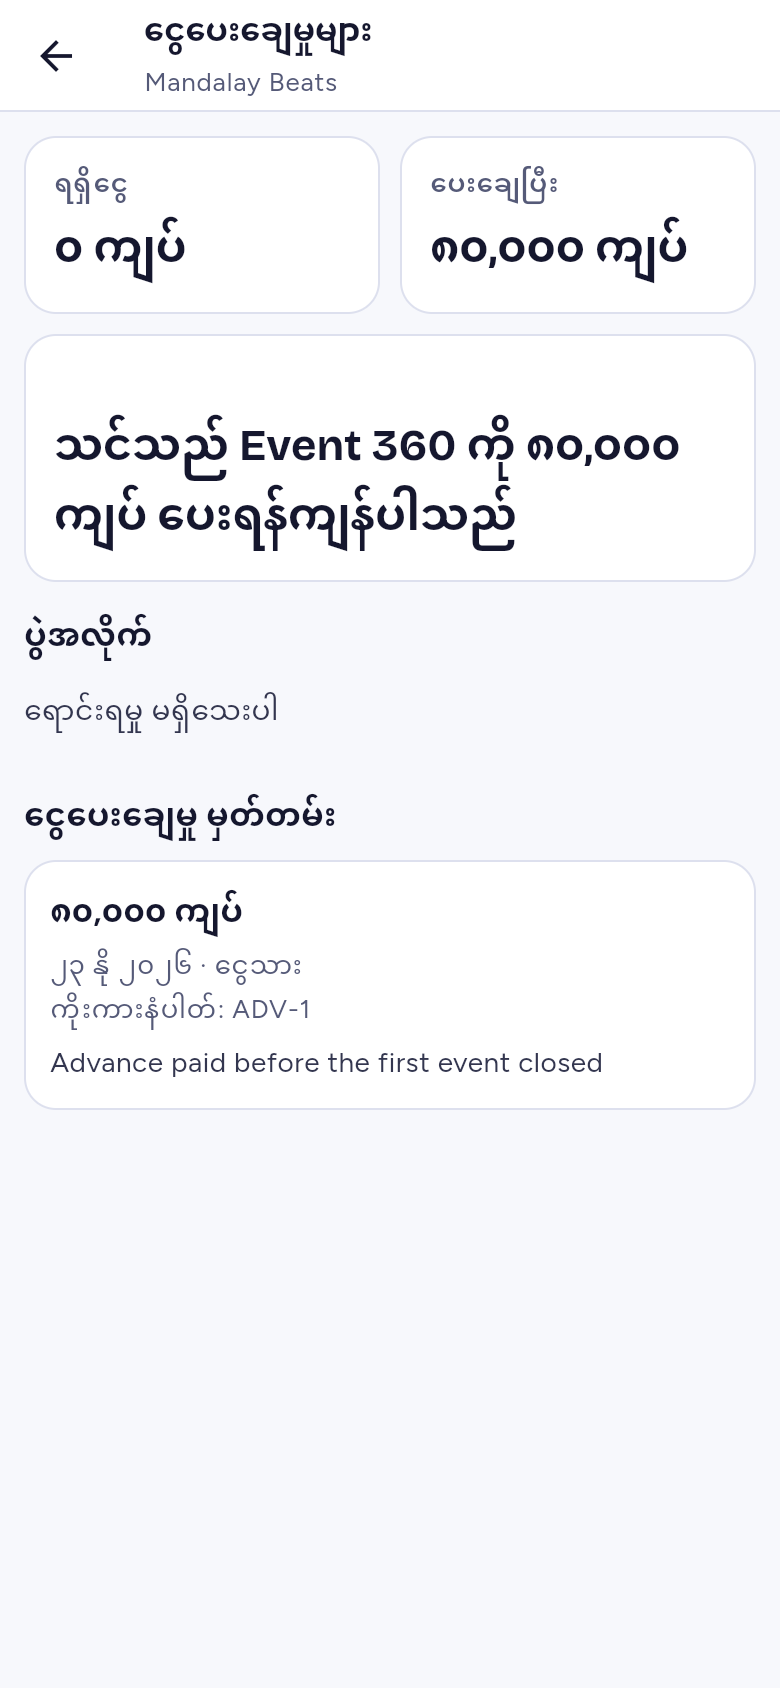 ငွေပေးချေမှုများ
Mandalay Beats
ရရှိငွေ
ပေးချေပြီး
၀ ကျပ်
၈၀,၀၀၀ ကျပ်
သင်သည် Event 360 ကို ၈၀,၀၀၀
ကျပ် ပေးရန်ကျန်ပါသည်
ပွဲအလိုက်
ရောင်းရမှု မရှိသေးပါ
ငွေပေးချေမှု မှတ်တမ်း
၈၀,၀၀၀ ကျပ်
၂၃ နို ၂၀၂၆ · ငွေသား
ကိုးကားနံပါတ်: ADV-1
Advance paid before the first event closed